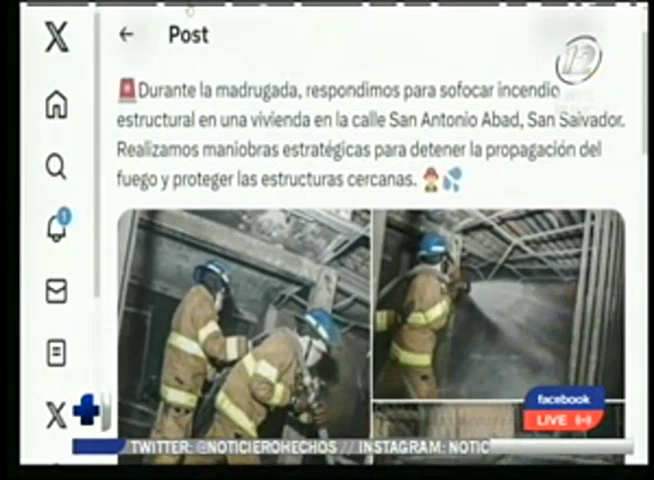 Post
12
Durante la madrugada, respondimos para sofocar incendio
estructural en una vivienda en la calle San Antonio Abad, San Salvador.
Realizamos maniobras estratégicas para detener la propagación del
fuego y proteger las estructuras cercanas.
1
facebook
LIVE
TWITTER: @NOTICIEROHECHOS // INSTAGRAM: NOTIC